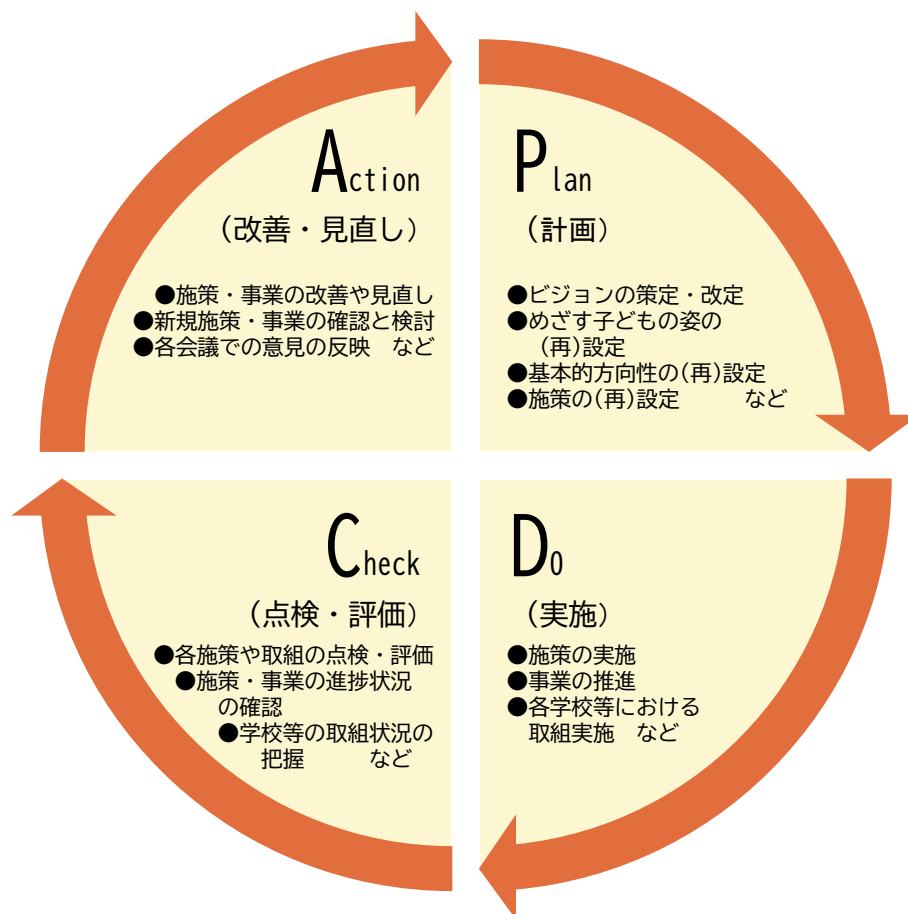 Action
（改善・見直し）
●施策・事業の改善や見直し
●新規施策・事業の確認と検討
●各会議での意見の反映　など
Plan
（計画）
●ビジョンの策定・改定
●めざす子どもの姿の
（再）設定
●基本的方向性の(再)設定
●施策の(再)設定　　　など
Check
（点検・評価）
●各施策や取組の点検・評価
●施策・事業の進捗状況
の確認
●学校等の取組状況の
把握　　　など
Do
（実施）
●施策の実施
●事業の推進
●各学校等における
取組実施　など